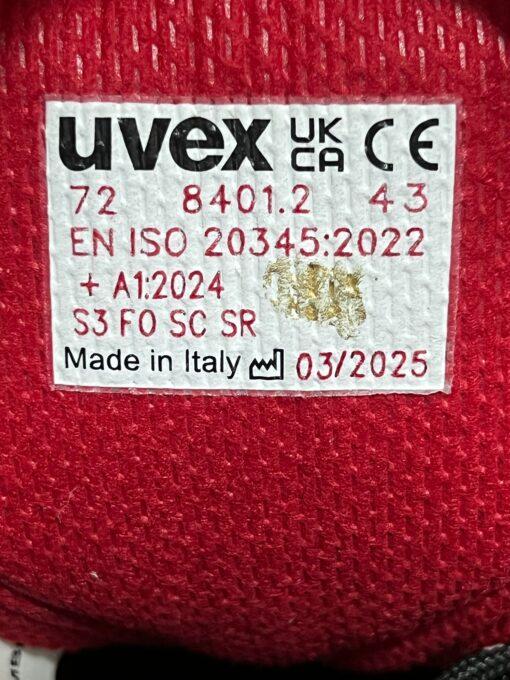 uvex UK CA CE
72 8401.2 43
EN ISO 20345:2022
+ A1:2024
S3 FO SC SR
Made in Italy 03/2025